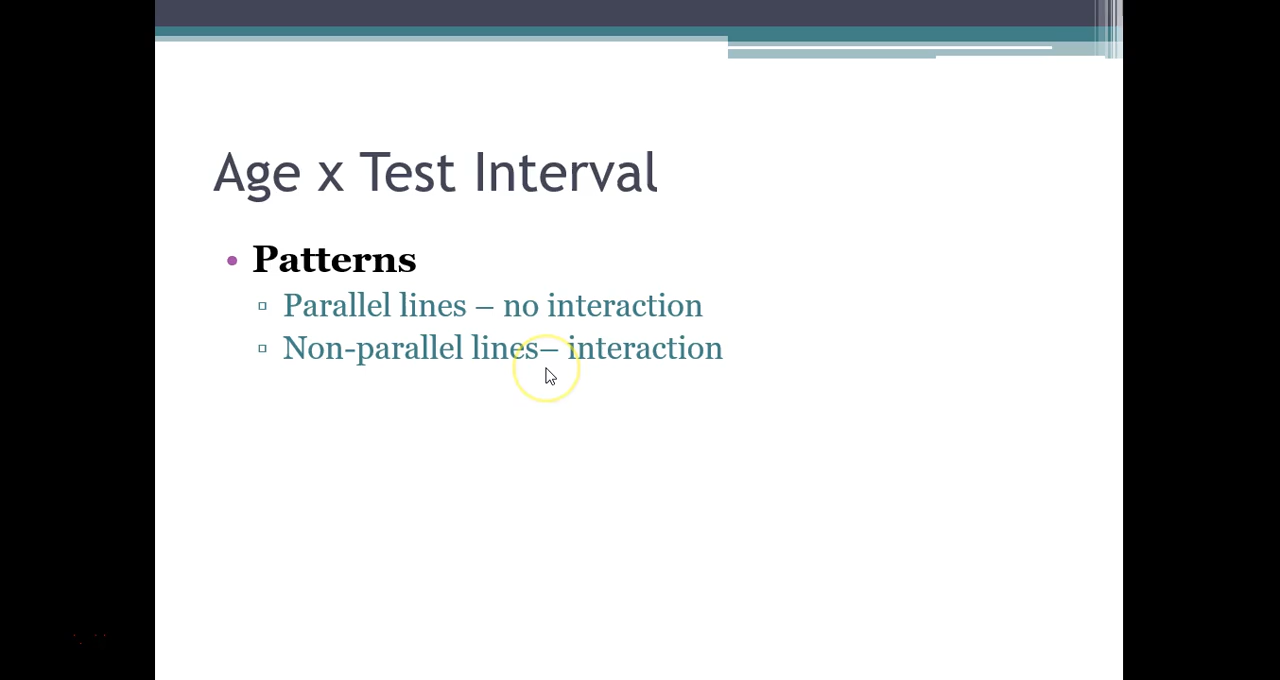 Age x Test Interval
• Patterns
▫ Parallel lines – no interaction
▫ Non-parallel lines– interaction